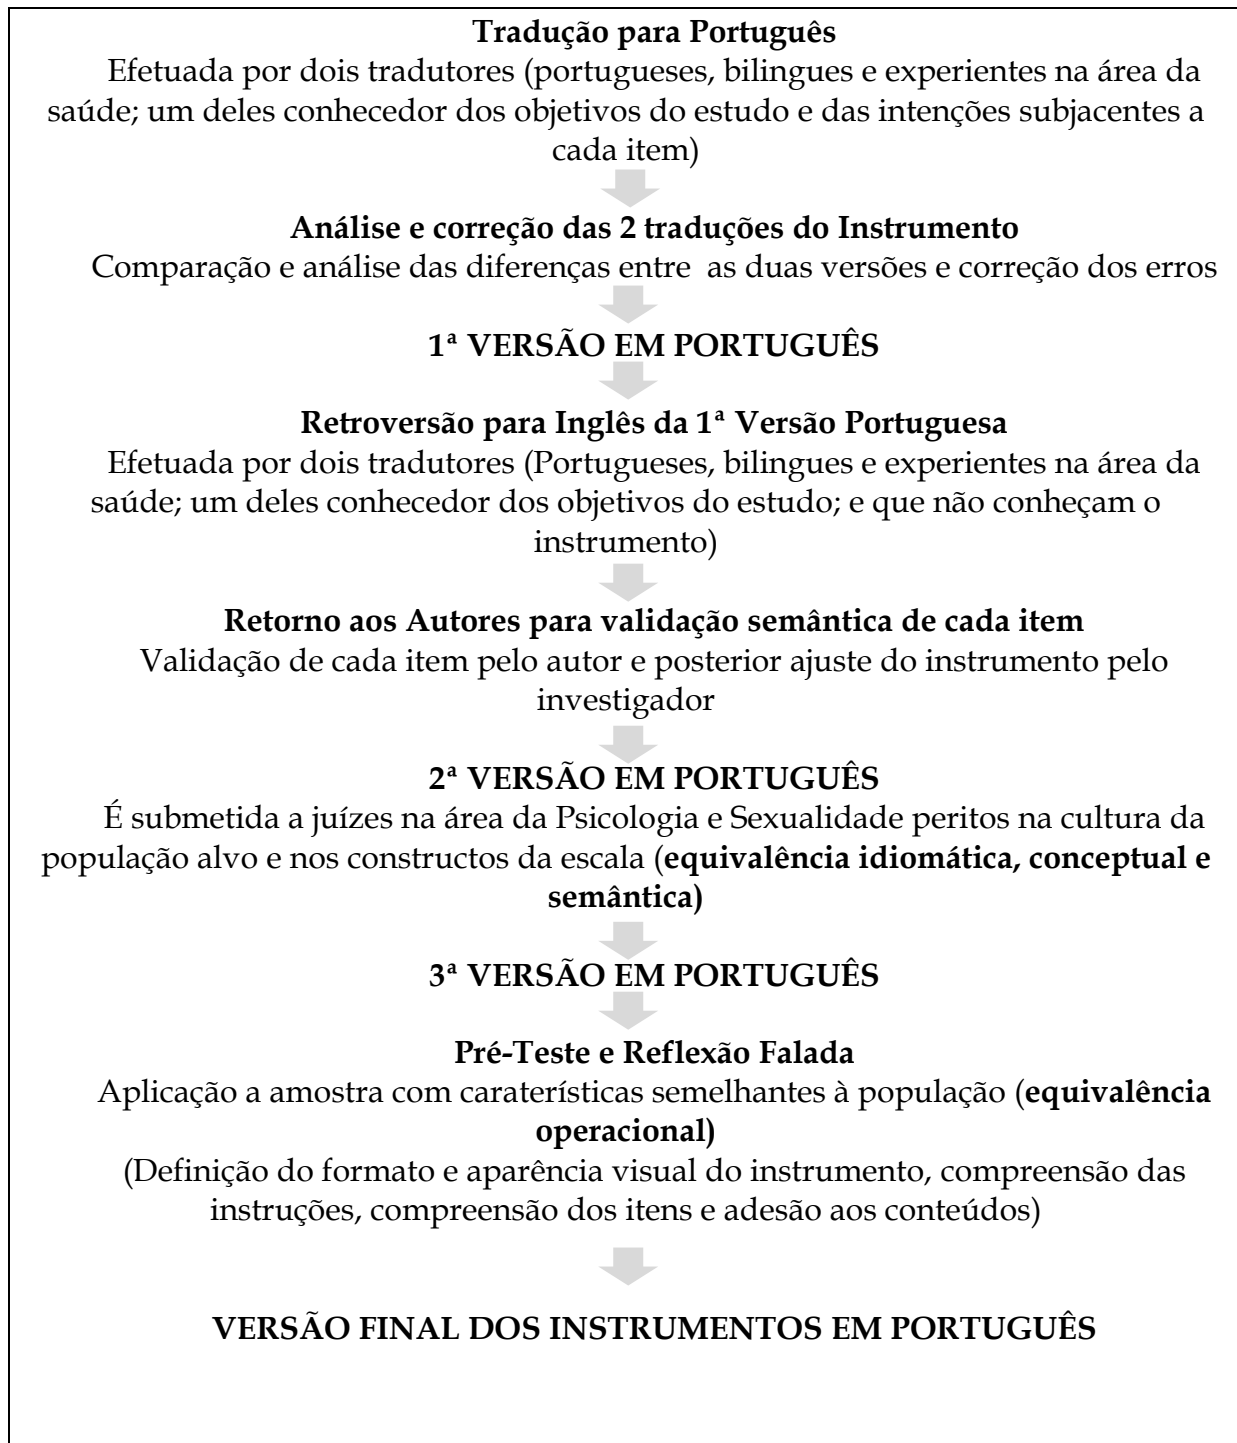 Tradução para Português
Efetuada por dois tradutores (portugueses, bilingues e experientes na área da
saúde; um deles conhecedor dos objetivos do estudo e das intenções subjacentes a
cada item)
Análise e correção das 2 traduções do Instrumento
Comparação e análise das diferenças entre as duas versões e correção dos erros
1ª VERSÃO EM PORTUGUÊS
Retroversão para Inglês da 1ª Versão Portuguesa
Efetuada por dois tradutores (Portugueses, bilingues e experientes na área da
saúde; um deles conhecedor dos objetivos do estudo; e que não conheçam o
instrumento)
Retorno aos Autores para validação semântica de cada item
Validação de cada item pelo autor e posterior ajuste do instrumento pelo
investigador
2ª VERSÃO EM PORTUGUÊS
É submetida a juízes na área da Psicologia e Sexualidade peritos na cultura da
população alvo e nos constructos da escala (equivalência idiomática, conceptual e
semântica)
3ª VERSÃO EM PORTUGUÊS
Pré-Teste e Reflexão Falada
Aplicação a amostra com caraterísticas semelhantes à população (equivalência
operacional)
(Definição do formato e aparência visual do instrumento, compreensão das
instruções, compreensão dos itens e adesão aos conteúdos)
VERSÃO FINAL DOS INSTRUMENTOS EM PORTUGUÊS